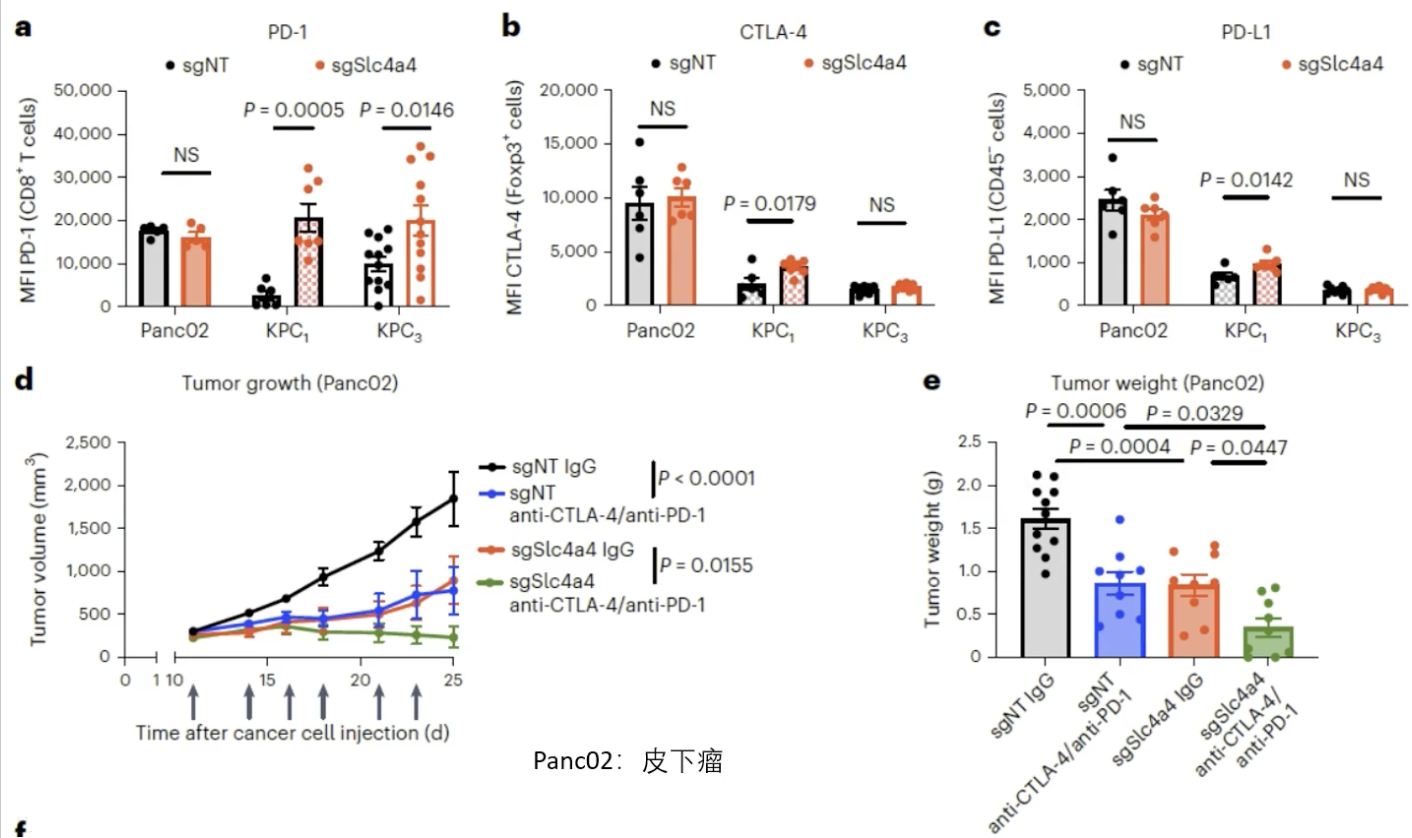 a
PD-1
sgNT sgSlc4a4
MFI PD-1 (CD8⁺ T cells)
50,000
40,000
30,000
20,000
10,000
0
NS
P = 0.0005
P = 0.0146
Panc02 KPC₁ KPC₃
b
CTLA-4
sgNT sgSlc4a4
MFI CTLA-4 (Foxp3⁺ cells)
20,000
15,000
10,000
5,000
0
NS
P = 0.0179
NS
Panc02 KPC₁ KPC₃
c
PD-L1
sgNT sgSlc4a4
MFI PD-L1 (CD45⁻ cells)
5,000
4,000
3,000
2,000
1,000
0
NS
P = 0.0142
NS
Panc02 KPC₁ KPC₃
d
Tumor growth (Panc02)
Tumor volume (mm³)
2,500
2,000
1,500
1,000
500
0
0 1 10 15 20 25
Time after cancer cell injection (d)
sgNT IgG
sgNT
anti-CTLA-4/anti-PD-1
P < 0.0001
sgSlc4a4 IgG
sgSlc4a4
anti-CTLA-4/anti-PD-1
P = 0.0155
Panc02：皮下瘤
e
Tumor weight (Panc02)
P = 0.0006
P = 0.0329
P = 0.0004
P = 0.0447
Tumor weight (g)
2.5
2.0
1.5
1.0
0.5
0
sgNT IgG
sgNT
anti-CTLA-4/anti-PD-1
sgSlc4a4 IgG
sgSlc4a4
anti-CTLA-4/
anti-PD-1
f